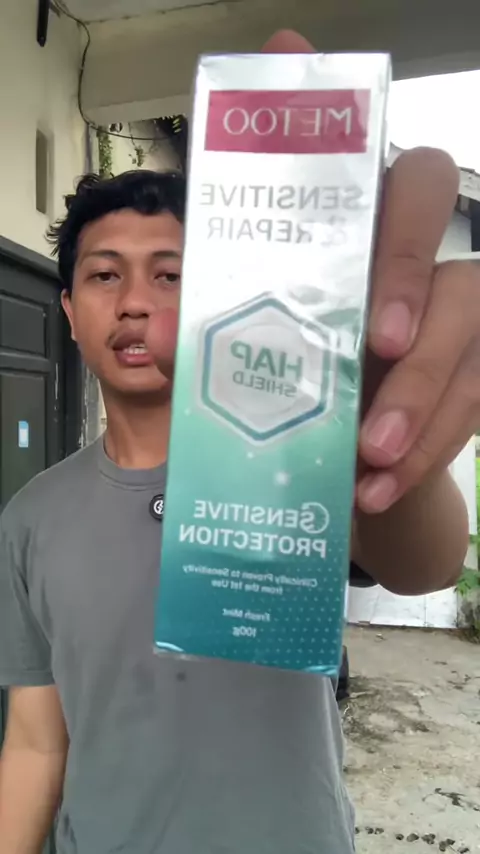 METOO
SENSITIVE
& REPAIR
HAP
SHIELD
SENSITIVE
PROTECTION
Clinically Proven to Sensitivity
from the 1st Use
Fresh Mint
100g